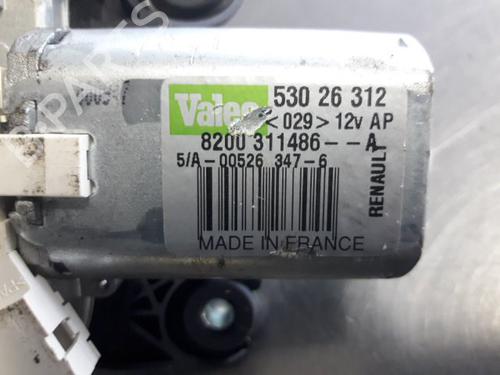 Valeo 530 26 312
<029> 12v AP
8200 311486--A
5/A-00526 347-6
RENAULT
MADE IN FRANCE